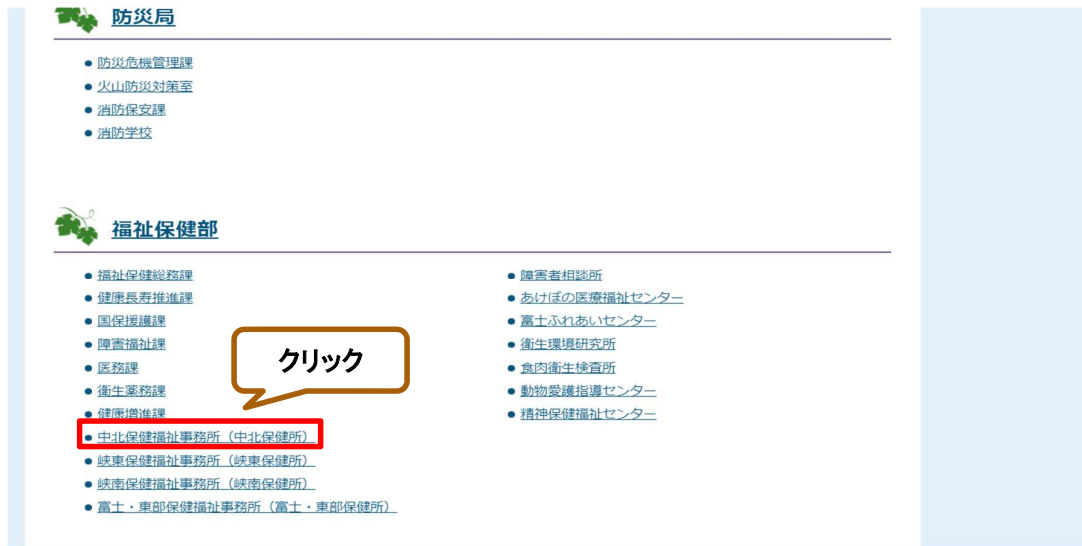 防災局
防災危機管理課
火山防災対策室
消防保安課
消防学校
福祉保健部
福祉保健総務課
健康長寿推進課
国保援護課
障害福祉課
医務課
衛生薬務課
健康増進課
中北保健福祉事務所（中北保健所）
峡東保健福祉事務所（峡東保健所）
峡南保健福祉事務所（峡南保健所）
富士・東部保健福祉事務所（富士・東部保健所）
障害者相談所
あけぼの医療福祉センター
富士ふれあいセンター
衛生環境研究所
食肉衛生検査所
動物愛護指導センター
精神保健福祉センター
クリック